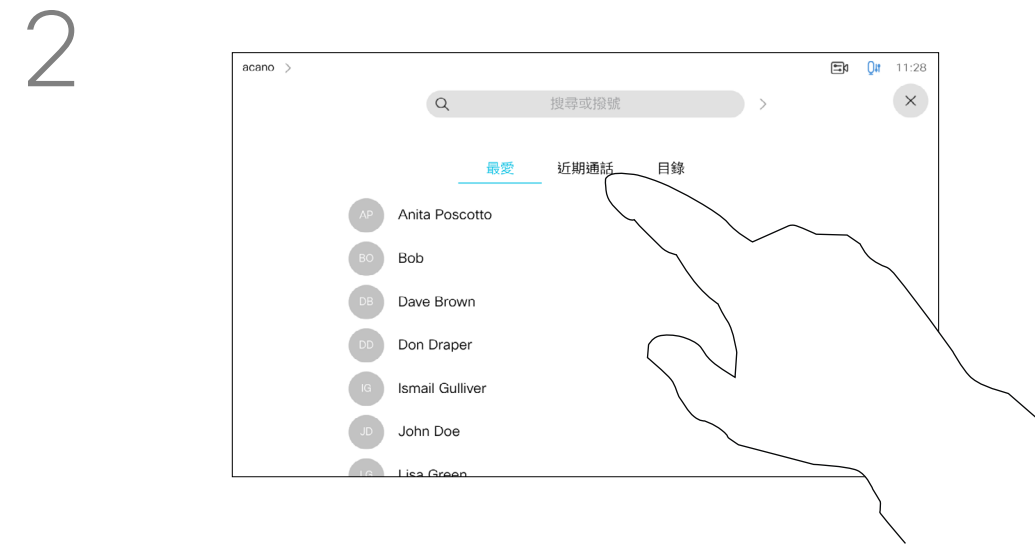 2
acano > 11:28
搜尋或撥號 >
最愛 近期通話 目錄
AP Anita Poscotto
BO Bob
DB Dave Brown
DD Don Draper
IG Ismail Gulliver
JD John Doe
LG Lisa Green